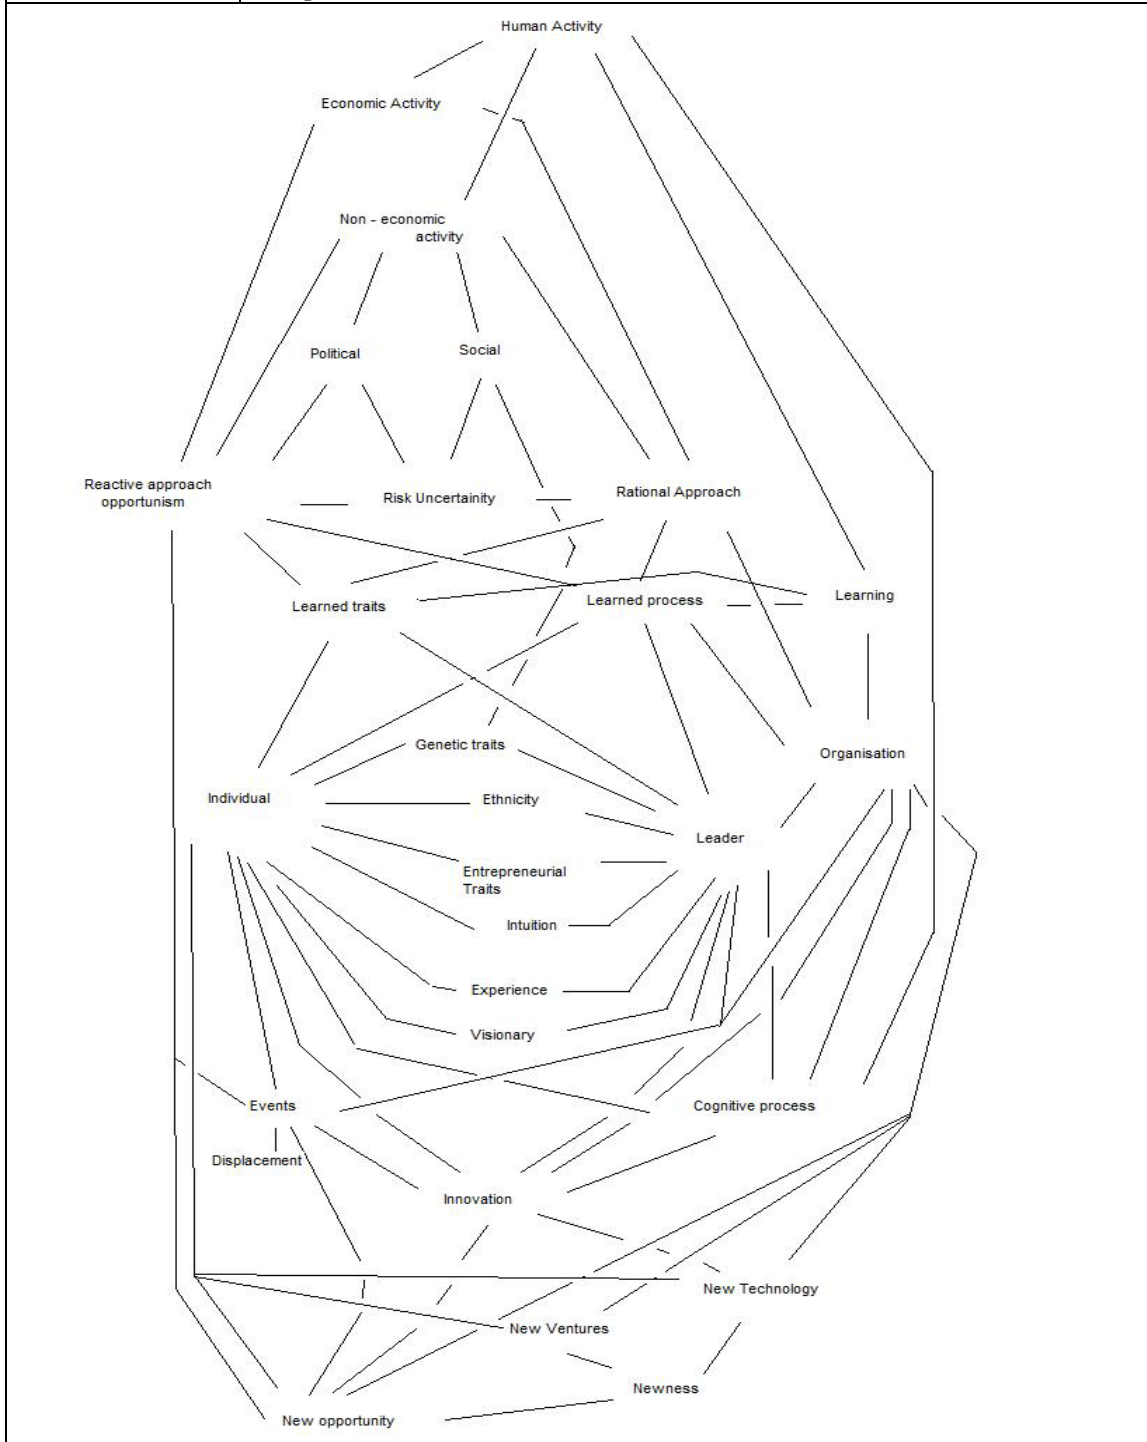 Human Activity
Economic Activity
Non - economic
activity
Political
Social
Reactive approach
opportunism
Risk Uncertainity
Rational Approach
Learned traits
Learned process
Learning
Genetic traits
Organisation
Individual
Ethnicity
Leader
Entrepreneurial
Traits
Intuition
Experience
Visionary
Events
Cognitive process
Displacement
Innovation
New Technology
New Ventures
Newness
New opportunity